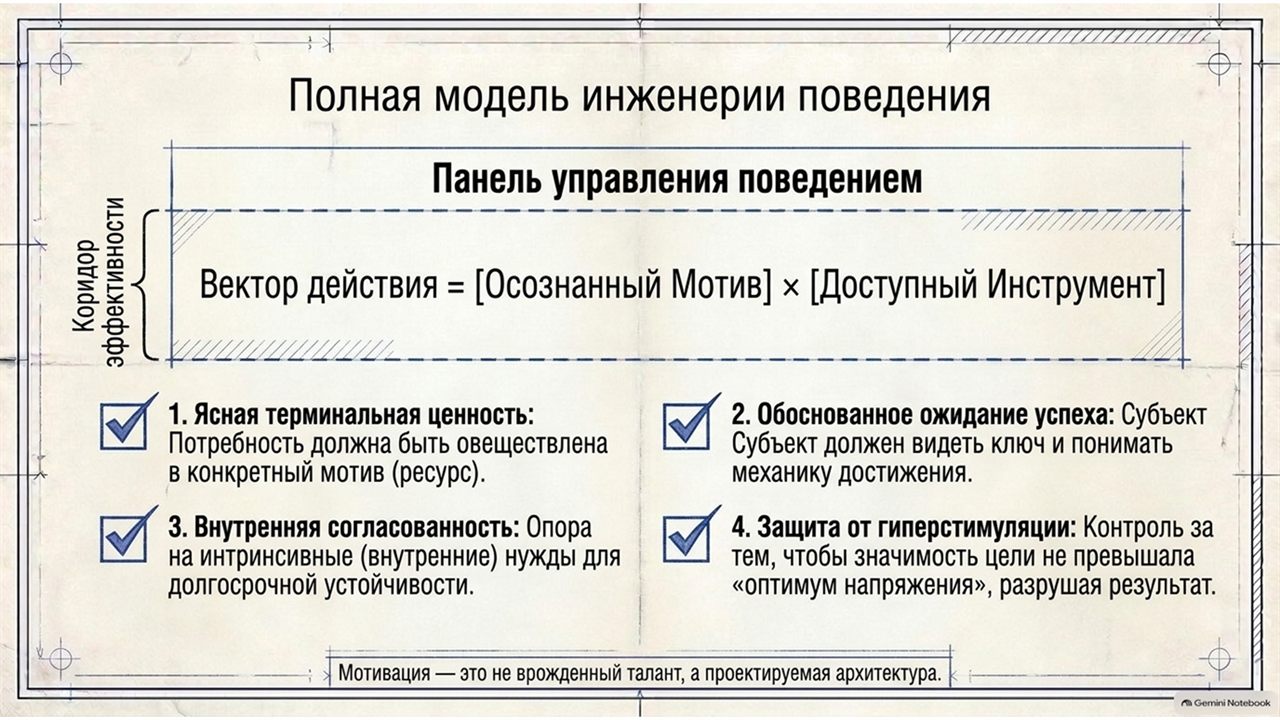 Полная модель инженерии поведения
Панель управления поведением
Коридор
эффективности
Вектор действия = [Осознанный Мотив] × [Доступный Инструмент]
1. Ясная терминальная ценность:
Потребность должна быть овеществлена
в конкретный мотив (ресурс).
2. Обоснованное ожидание успеха: Субъект
Субъект должен видеть ключ и понимать
механику достижения.
3. Внутренняя согласованность: Опора
на интринсивные (внутренние) нужды для
долгосрочной устойчивости.
4. Защита от гиперстимуляции: Контроль за
тем, чтобы значимость цели не превышала
«оптимум напряжения», разрушая результат.
Мотивация — это не врожденный талант, а проектируемая архитектура.
Gemini Notebook